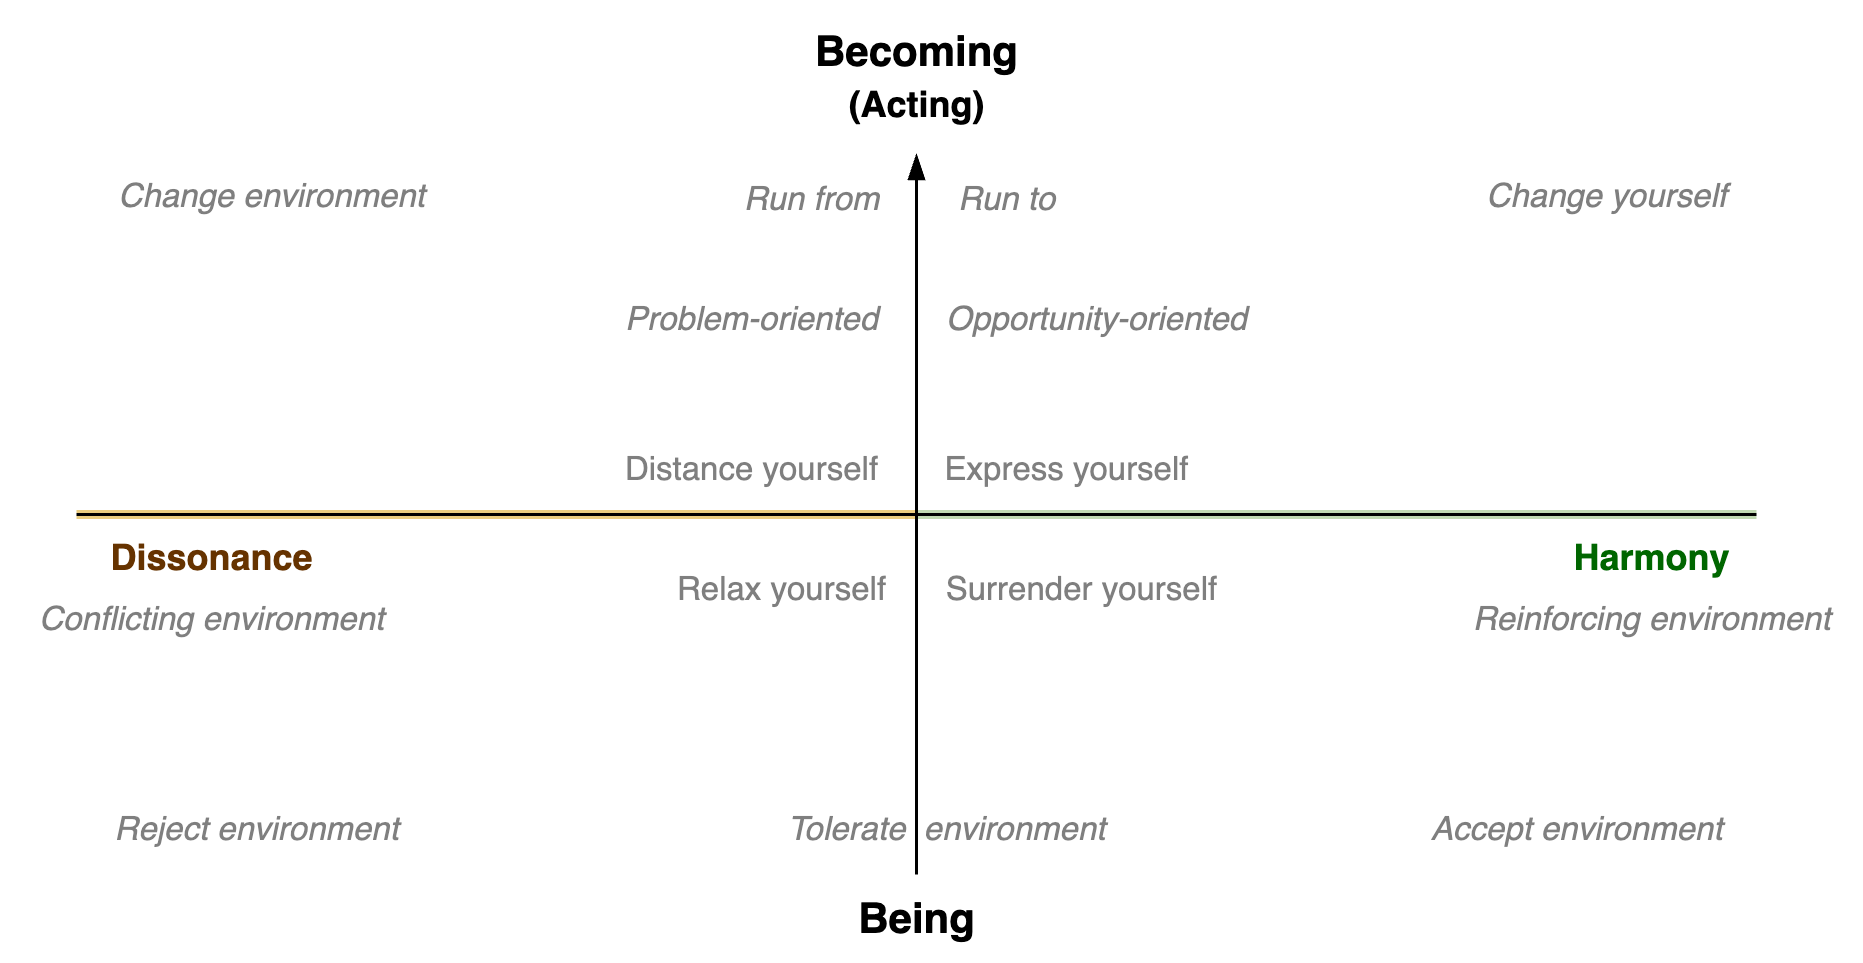 Becoming
(Acting)
Change environment
Run from
Run to
Change yourself
Problem-oriented
Opportunity-oriented
Distance yourself
Express yourself
Dissonance
Harmony
Relax yourself
Surrender yourself
Conflicting environment
Reinforcing environment
Reject environment
Tolerate environment
Accept environment
Being